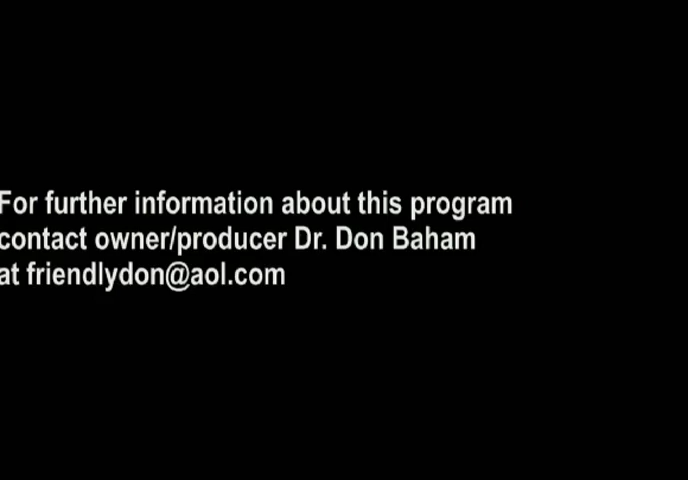 For further information about this program
contact owner/producer Dr. Don Baham
at friendlydon@aol.com